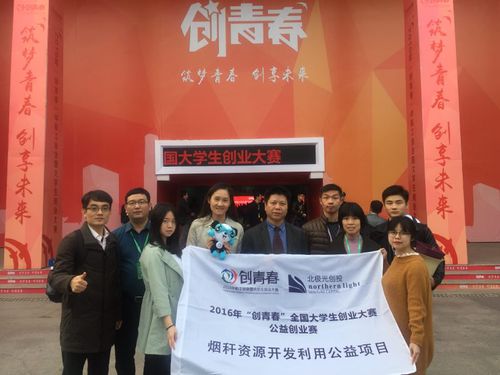 创青春
筑梦青春 创享未来
筑梦青春 创享未来
筑梦青春 创享未来
国大学生创业大赛
创青春
北极光创投
northern light
VENTURE CAPITAL
2016年“创青春”全国大学生创业大赛
公益创业赛
烟秆资源开发利用公益项目